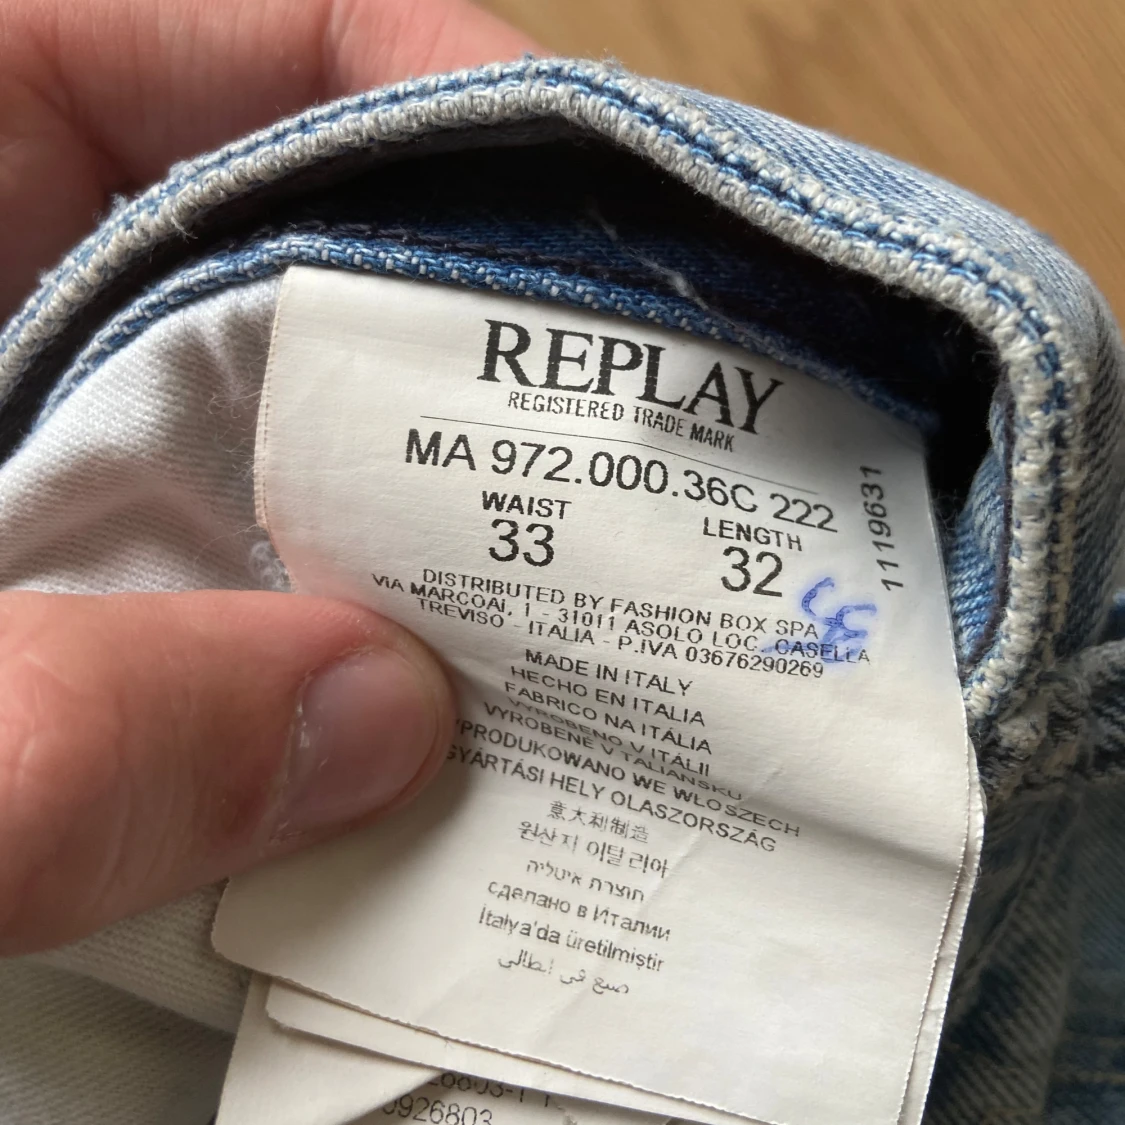 REPLAY
REGISTERED TRADE MARK
MA 972.000.36C 222
1119631
WAIST LENGTH
33 32
DISTRIBUTED BY FASHION BOX SPA
VIA MARCOAI, 1 - 31011 ASOLO LOC. CASELLA
TREVISO - ITALIA - P.IVA 03676290269
MADE IN ITALY
HECHO EN ITALIA
FABRICO NA ITÁLIA
VYROBENO V ITÁLII
VYROBENÉ V TALIANSKU
PRODUKOWANO WE WŁOSZECH
GYÁRTÁSI HELY OLASZORSZÁG
意大利制造
원산지 이탈리아
תוצרת איטליה
сделано в Италии
İtalya'da üretilmiştir
صنع في ايطاليا
0926803